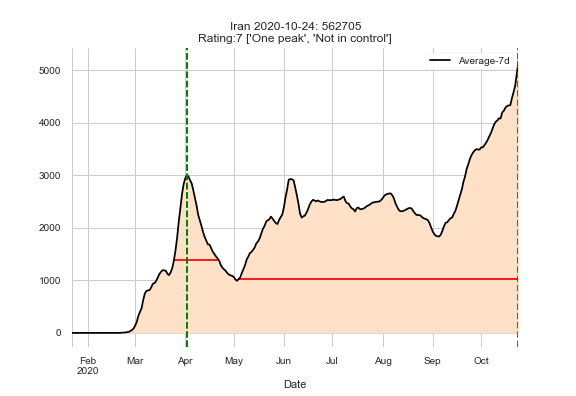 Iran 2020-10-24: 562705
Rating:7 ['One peak', 'Not in control']
Average-7d
5000
4000
3000
2000
1000
0
Feb Mar Apr May Jun Jul Aug Sep Oct
2020
Date